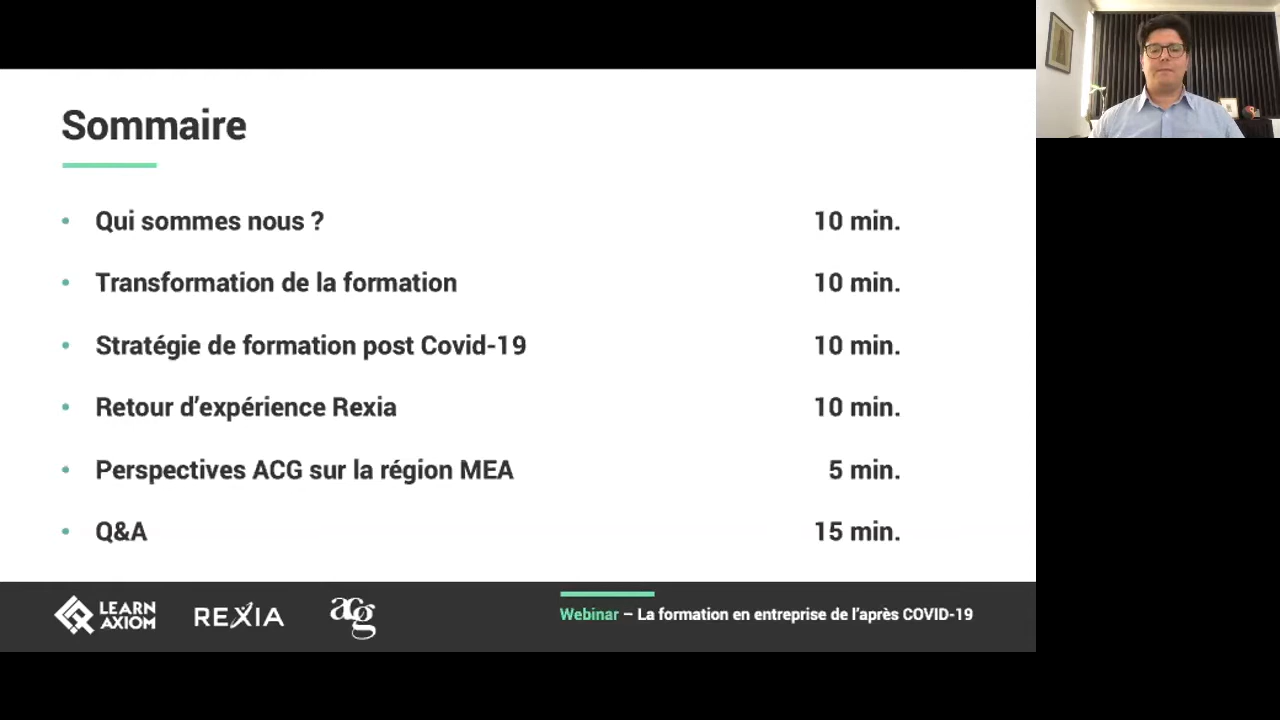 Sommaire
• Qui sommes nous ? 10 min.
• Transformation de la formation 10 min.
• Stratégie de formation post Covid-19 10 min.
• Retour d’expérience Rexia 10 min.
• Perspectives ACG sur la région MEA 5 min.
• Q&A 15 min.
LEARN
AXIOM
REXIA
acg
Webinar – La formation en entreprise de l’après COVID-19